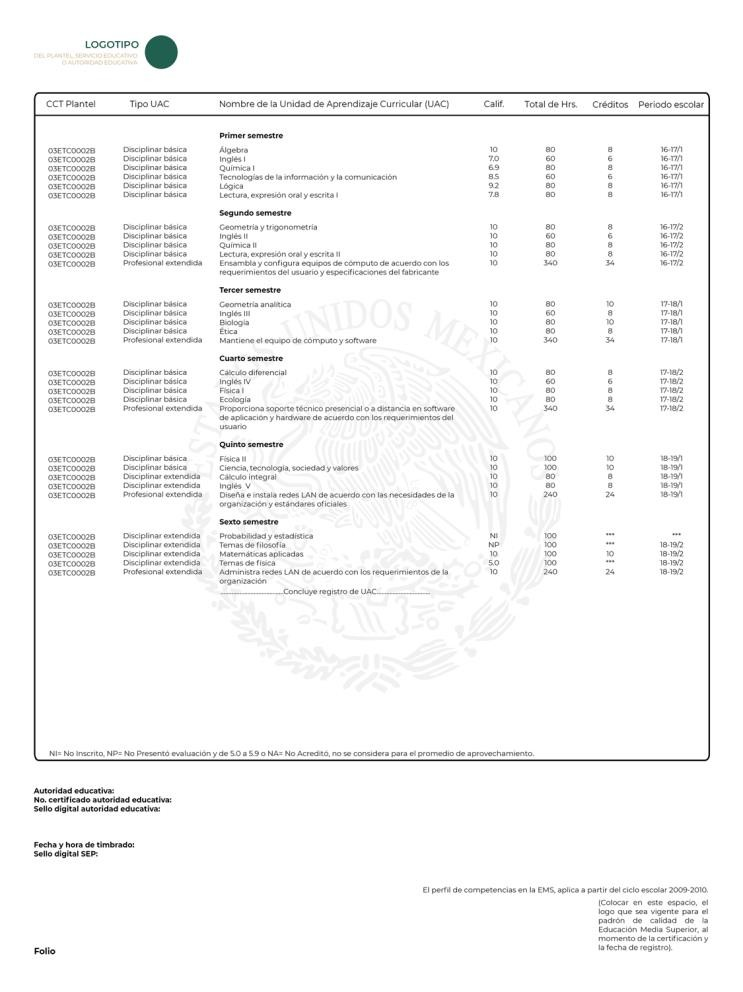 LOGOTIPO
DEL PLANTEL, SERVICIO EDUCATIVO
O AUTORIDAD EDUCATIVA
CCT Plantel Tipo UAC Nombre de la Unidad de Aprendizaje Curricular (UAC) Calif. Total de Hrs. Créditos Periodo escolar
Primer semestre
03ETC0002B Disciplinar básica Álgebra 10 80 8 16-17/1
03ETC0002B Disciplinar básica Inglés I 7.0 60 6 16-17/1
03ETC0002B Disciplinar básica Química I 6.9 80 8 16-17/1
03ETC0002B Disciplinar básica Tecnologías de la información y la comunicación 8.5 60 6 16-17/1
03ETC0002B Disciplinar básica Lógica 9.2 80 8 16-17/1
03ETC0002B Disciplinar básica Lectura, expresión oral y escrita I 7.8 80 8 16-17/1
Segundo semestre
03ETC0002B Disciplinar básica Geometría y trigonometría 10 80 8 16-17/2
03ETC0002B Disciplinar básica Inglés II 10 60 6 16-17/2
03ETC0002B Disciplinar básica Química II 10 80 8 16-17/2
03ETC0002B Disciplinar básica Lectura, expresión oral y escrita II 10 80 8 16-17/2
03ETC0002B Profesional extendida Ensambla y configura equipos de cómputo de acuerdo con los 10 340 34 16-17/2
requerimientos del usuario y especificaciones del fabricante
Tercer semestre
03ETC0002B Disciplinar básica Geometría analítica 10 80 10 17-18/1
03ETC0002B Disciplinar básica Inglés III 10 60 8 17-18/1
03ETC0002B Disciplinar básica Biología 10 80 10 17-18/1
03ETC0002B Disciplinar básica Ética 10 80 8 17-18/1
03ETC0002B Profesional extendida Mantiene el equipo de cómputo y software 10 340 34 17-18/1
Cuarto semestre
03ETC0002B Disciplinar básica Cálculo diferencial 10 80 8 17-18/2
03ETC0002B Disciplinar básica Inglés IV 10 60 6 17-18/2
03ETC0002B Disciplinar básica Física I 10 80 8 17-18/2
03ETC0002B Disciplinar básica Ecología 10 80 8 17-18/2
03ETC0002B Profesional extendida Proporciona soporte técnico presencial o a distancia en software 10 340 34 17-18/2
de aplicación y hardware de acuerdo con los requerimientos del
usuario
Quinto semestre
03ETC0002B Disciplinar básica Física II 10 100 10 18-19/1
03ETC0002B Disciplinar básica Ciencia, tecnología, sociedad y valores 10 100 10 18-19/1
03ETC0002B Disciplinar extendida Cálculo integral 10 80 8 18-19/1
03ETC0002B Disciplinar extendida Inglés V 10 80 8 18-19/1
03ETC0002B Profesional extendida Diseña e instala redes LAN de acuerdo con las necesidades de la 10 240 24 18-19/1
organización y estándares oficiales
Sexto semestre
03ETC0002B Disciplinar extendida Probabilidad y estadística NI 100 *** ***
03ETC0002B Disciplinar extendida Temas de filosofía NP 100 *** 18-19/2
03ETC0002B Disciplinar extendida Matemáticas aplicadas 10 100 10 18-19/2
03ETC0002B Disciplinar extendida Temas de física 5.0 100 *** 18-19/2
03ETC0002B Profesional extendida Administra redes LAN de acuerdo con los requerimientos de la 10 240 24 18-19/2
organización
................................Concluye registro de UAC...........................
UNIDOS MEXICANOS
NI= No Inscrito, NP= No Presentó evaluación y de 5.0 a 5.9 o NA= No Acreditó, no se considera para el promedio de aprovechamiento.
Autoridad educativa:
No. certificado autoridad educativa:
Sello digital autoridad educativa:
Fecha y hora de timbrado:
Sello digital SEP:
El perfil de competencias en la EMS, aplica a partir del ciclo escolar 2009-2010.
(Colocar en este espacio, el
logo que sea vigente para el
padrón de calidad de la
Educación Media Superior, al
momento de la certificación y
la fecha de registro).
Folio